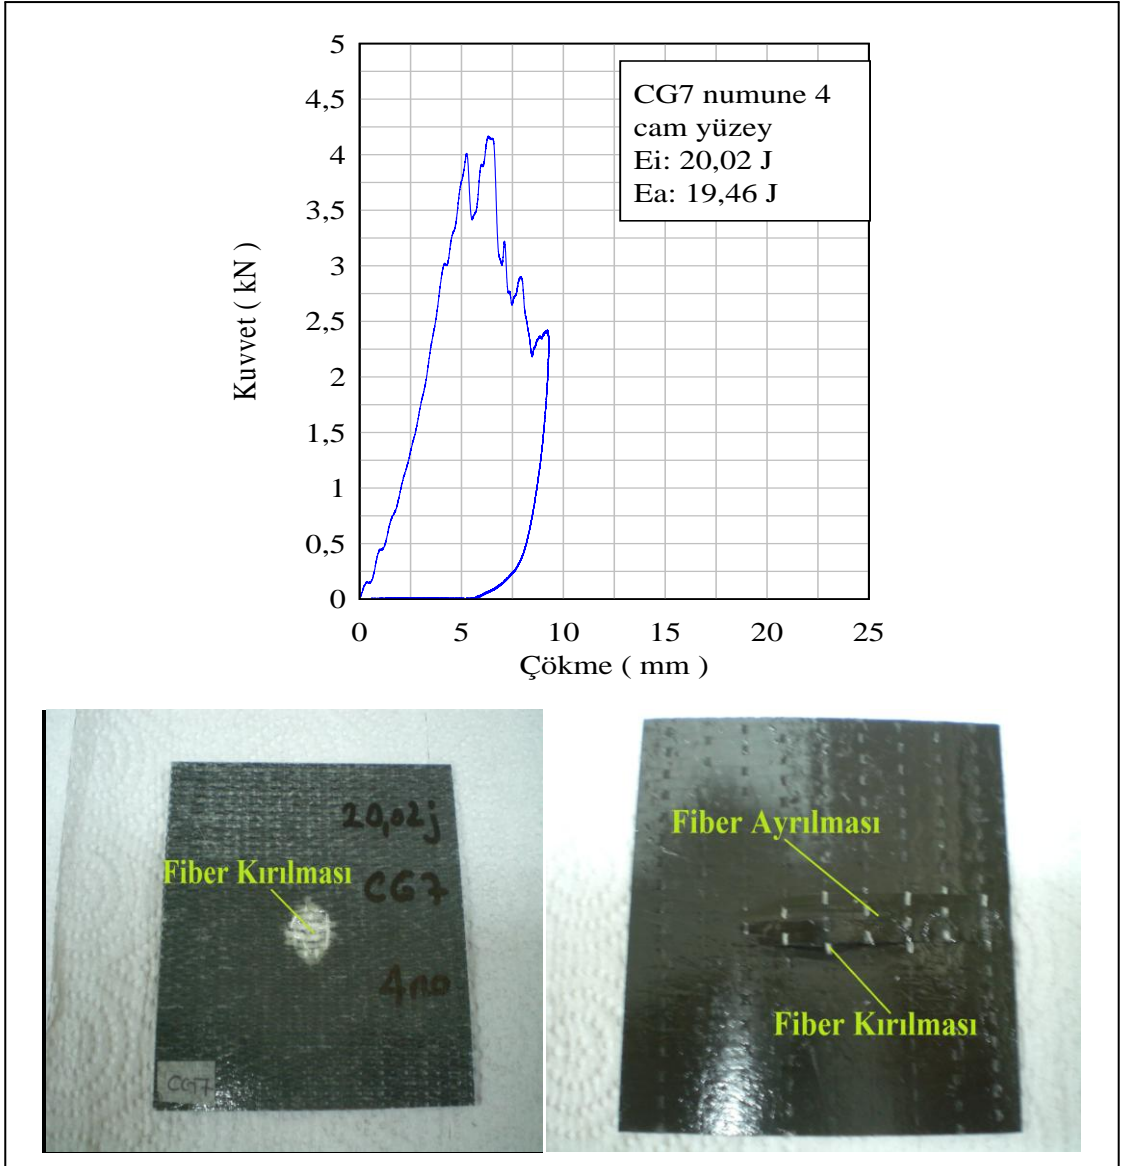 5
4,5
4
3,5
3
2,5
2
1,5
1
0,5
0
Kuvvet ( kN )
CG7 numune 4
cam yüzey
Ei: 20,02 J
Ea: 19,46 J
0 5 10 15 20 25
Çökme ( mm )
20,02j
Fiber Kırılması
CG7
4no
CG7
Fiber Ayrılması
Fiber Kırılması